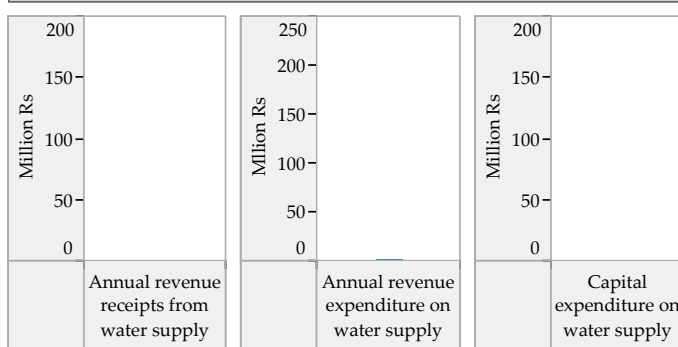 200
150
100
50
0
Million Rs
Annual revenue
receipts from
water supply
250
200
150
100
50
0
MIlion Rs
Annual revenue
expenditure on
water supply
200
150
100
50
0
Million Rs
Capital
expenditure on
water supply